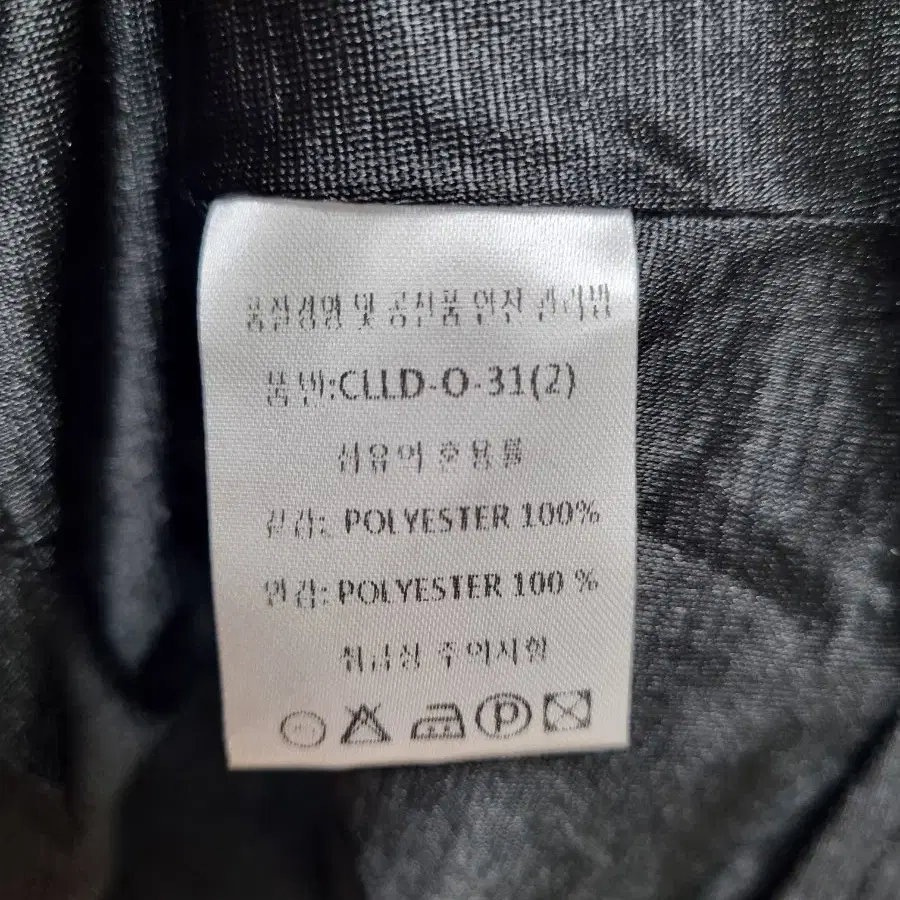 품질경영 및 공산품 안전 관리법
품 번:CLLD-O-31(2)
섬유의 혼용률
겉감: POLYESTER 100%
안감: POLYESTER 100 %
취급상 주의사항
P